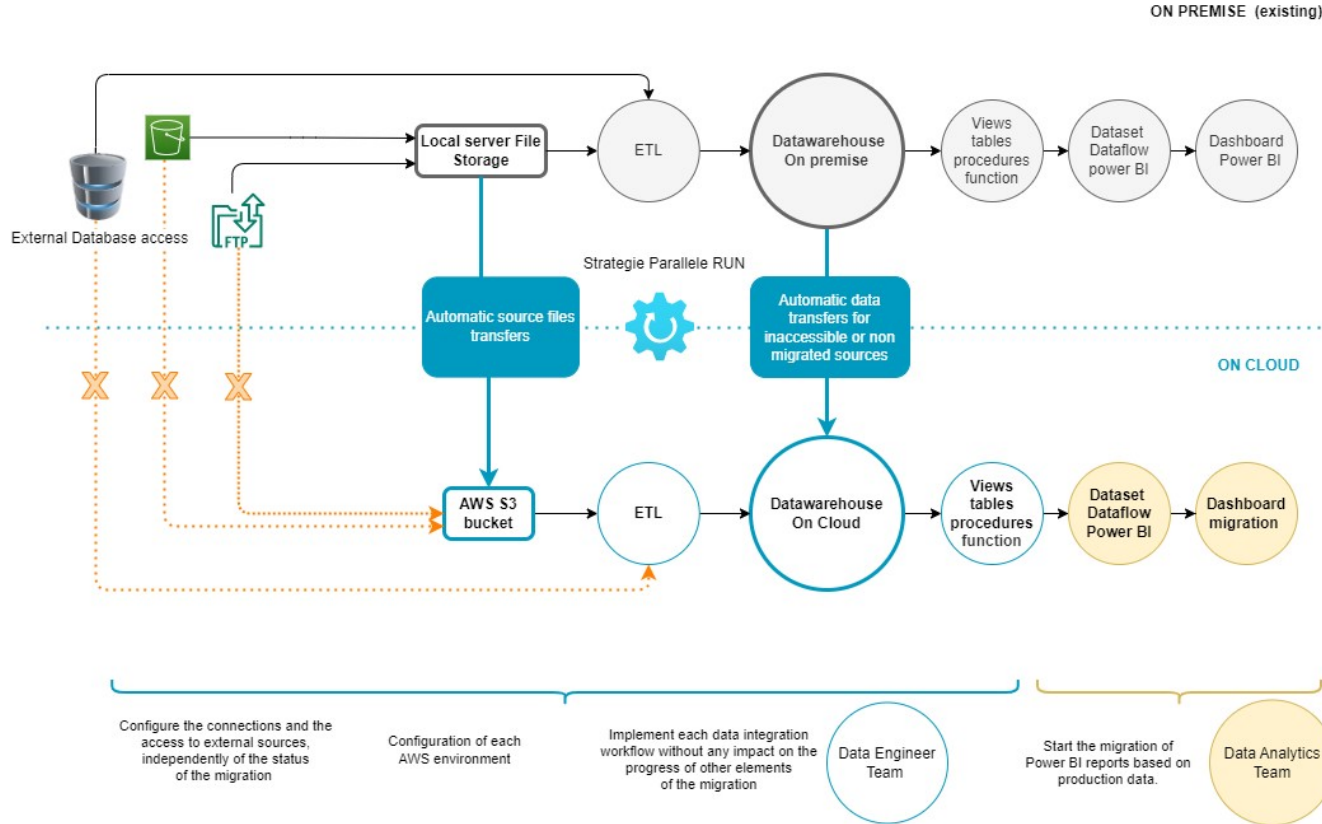 ON PREMISE (existing)
Local server File
Storage
ETL
Datawarehouse
On premise
Views
tables
procedures
function
Dataset
Dataflow
power BI
Dashboard
Power BI
External Database access
FTP
Strategie Parallele RUN
Automatic source files
transfers
Automatic data
transfers for
inaccessible or non
migrated sources
ON CLOUD
X
X
X
AWS S3
bucket
ETL
Datawarehouse
On Cloud
Views
tables
procedures
function
Dataset
Dataflow
Power BI
Dashboard
migration
Configure the connections and the
access to external sources,
independently of the status
of the migration
Configuration of each
AWS environment
Implement each data integration
workflow without any impact on the
progress of other elements
of the migration
Data Engineer
Team
Start the migration of
Power BI reports based on
production data.
Data Analytics
Team